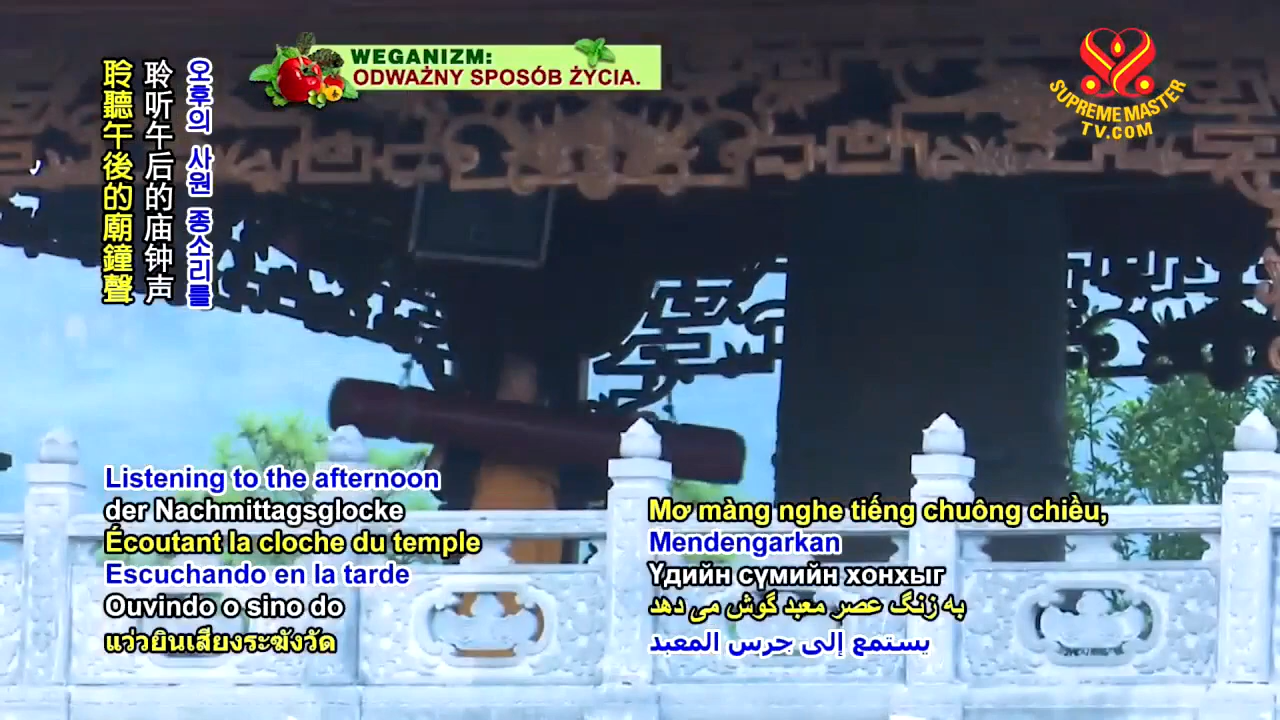 WEGANIZM:
ODWAŻNY SPOSÓB ŻYCIA.
SUPREME MASTER
TV.COM
오후의 사원 종소리를
聆听午后的庙钟声
聆聽午後的廟鐘聲
Listening to the afternoon
der Nachmittagsglocke
Écoutant la cloche du temple
Escuchando en la tarde
Ouvindo o sino do
แว่วยินเสียงระฆังวัด
Mơ màng nghe tiếng chuông chiều,
Mendengarkan
Үдийн сүмийн хонхыг
به زنگ عصر معبد گوش می دهد
يستمع إلى جرس المعبد